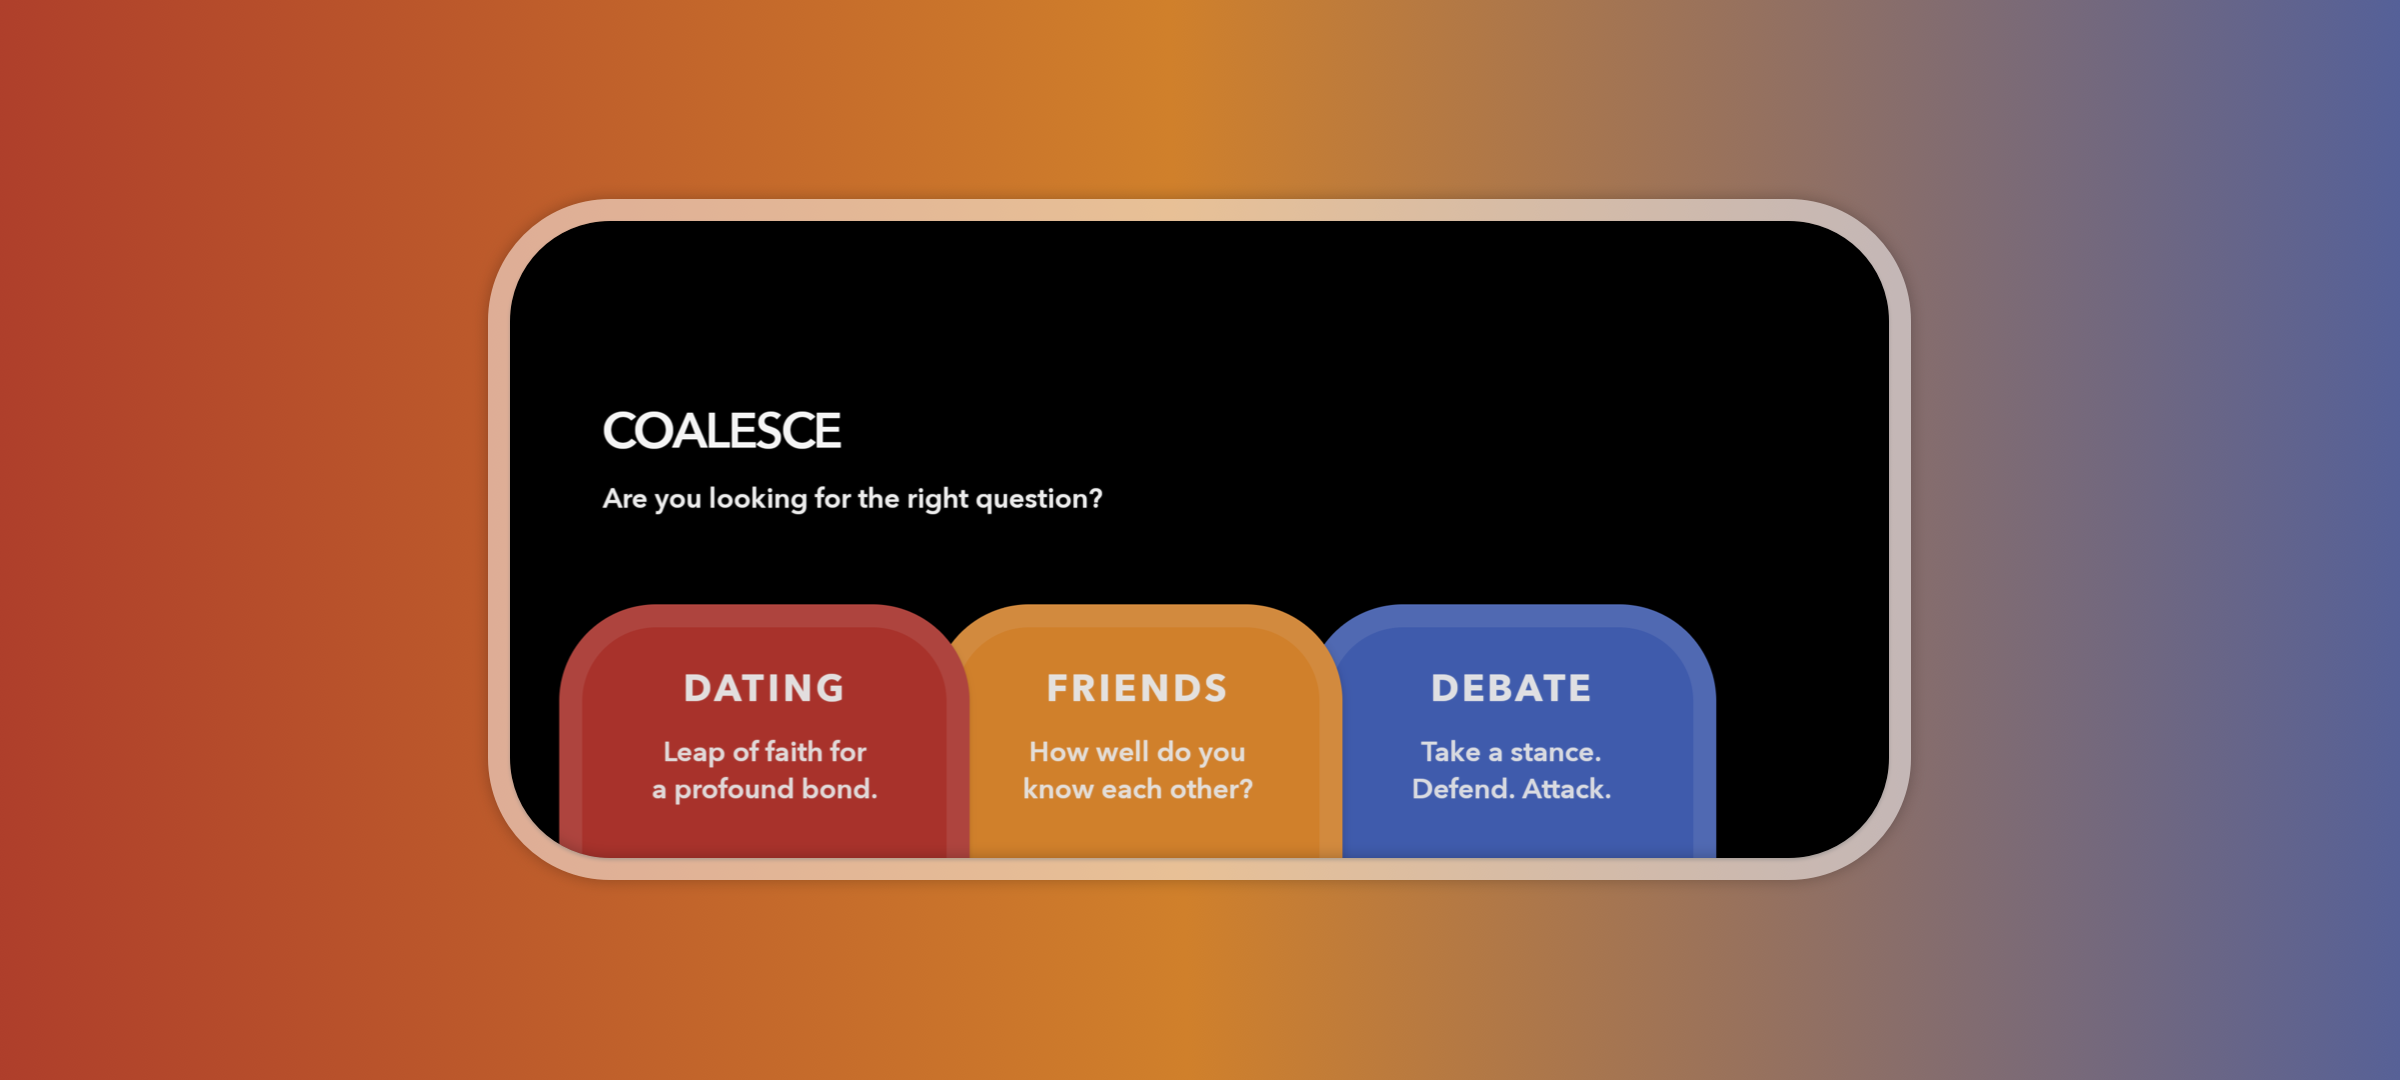 COALESCE
Are you looking for the right question?
DATING
Leap of faith for
a profound bond.
FRIENDS
How well do you
know each other?
DEBATE
Take a stance.
Defend. Attack.